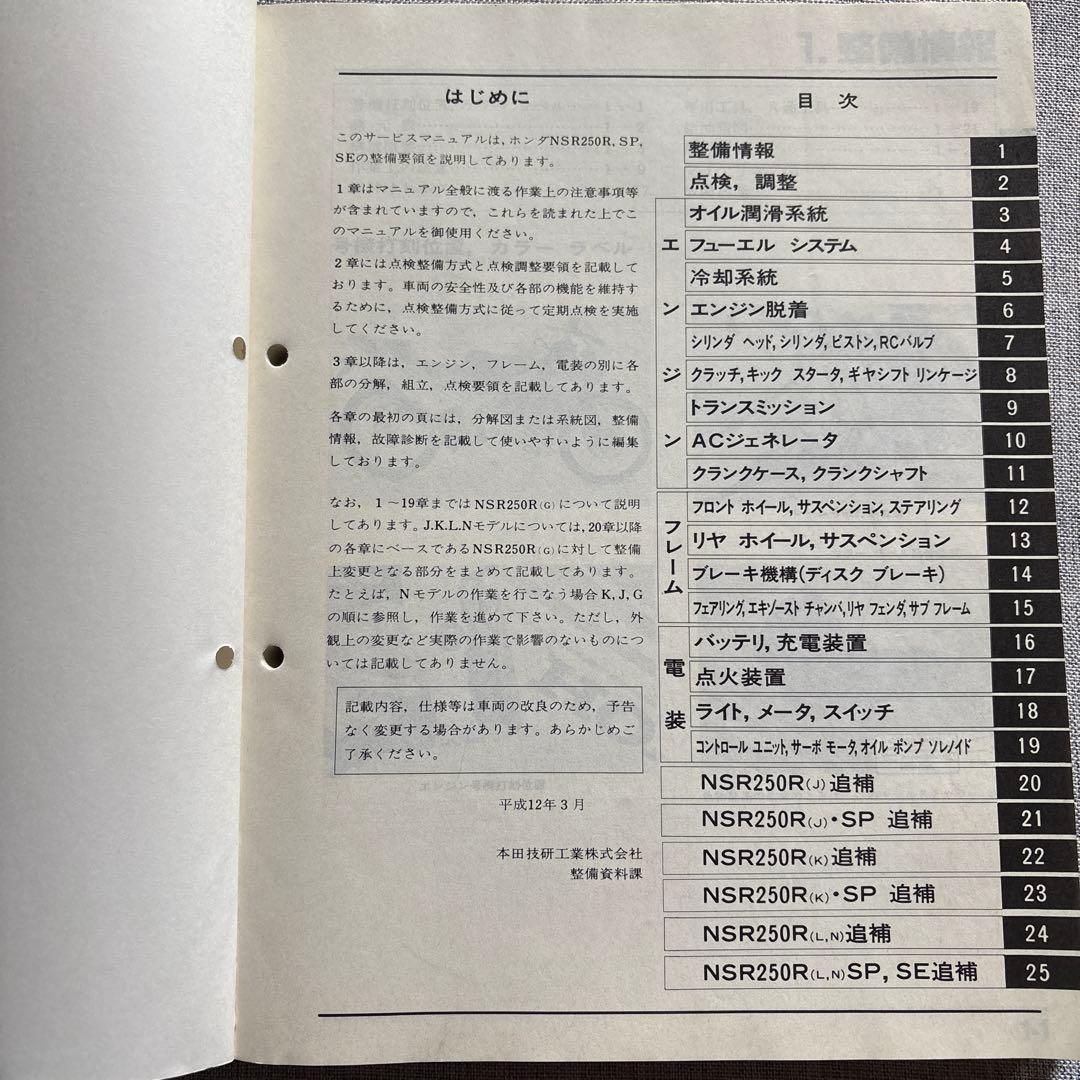 はじめに
このサービスマニュアルは，ホンダNSR250R, SP,
SEの整備要領を説明してあります。
1章はマニュアル全般に渡る作業上の注意事項等
が含まれていますので，これらを読まれた上でこ
のマニュアルを御使用ください。
2章には点検整備方式と点検調整要領を記載して
おります。車両の安全性及び各部の機能を維持す
るために，点検整備方式に従って定期点検を実施
してください。
3章以降は，エンジン，フレーム，電装の別に各
部の分解，組立，点検要領を記載してあります。
各章の最初の頁には，分解図または系統図，整備
情報，故障診断を記載して使いやすいように編集
しております。
なお，1〜19章まではNSR250R(G)について説明
してあります。J.K.L.Nモデルについては，20章以降
の各章にベースであるNSR250R(G)に対して整備
上変更となる部分をまとめて記載してあります。
たとえば，Nモデルの作業を行こなう場合K, J, G
の順に参照し，作業を進めて下さい。ただし，外
観上の変更など実際の作業で影響のないものにつ
いては記載してありません。
記載内容，仕様等は車両の改良のため，予告
なく変更する場合があります。あらかじめご
了承ください。
平成12年3月
本田技研工業株式会社
整備資料課
目次
整備情報 1
点検，調整 2
エンジン
オイル潤滑系統 3
フューエル システム 4
冷却系統 5
エンジン脱着 6
シリンダ ヘッド, シリンダ, ピストン, RCバルブ 7
クラッチ, キック スタータ, ギヤシフト リンケージ 8
トランスミッション 9
ACジェネレータ 10
クランクケース, クランクシャフト 11
フレーム
フロント ホイール, サスペンション, ステアリング 12
リヤ ホイール, サスペンション 13
ブレーキ機構(ディスク ブレーキ) 14
フェアリング, エキゾースト チャンバ, リヤ フェンダ, サブ フレーム 15
電装
バッテリ, 充電装置 16
点火装置 17
ライト, メータ, スイッチ 18
コントロール ユニット, サーボ モータ, オイル ポンプ ソレノイド 19
NSR250R(J)追補 20
NSR250R(J)・SP 追補 21
NSR250R(K)追補 22
NSR250R(K)・SP 追補 23
NSR250R(L,N)追補 24
NSR250R(L,N)SP, SE追補 25